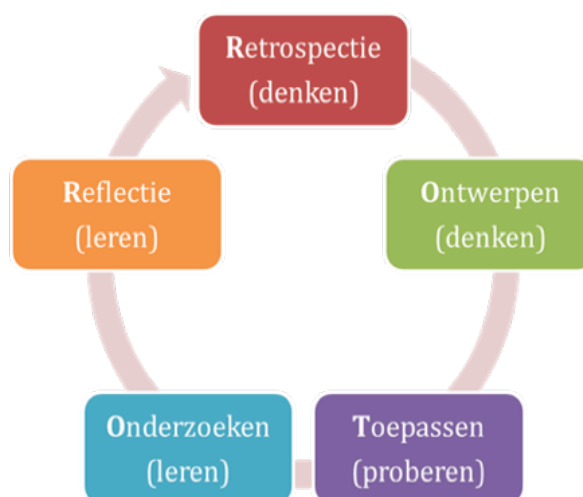 Retrospectie
(denken)
Ontwerpen
(denken)
Toepassen
(proberen)
Onderzoeken
(leren)
Reflectie
(leren)